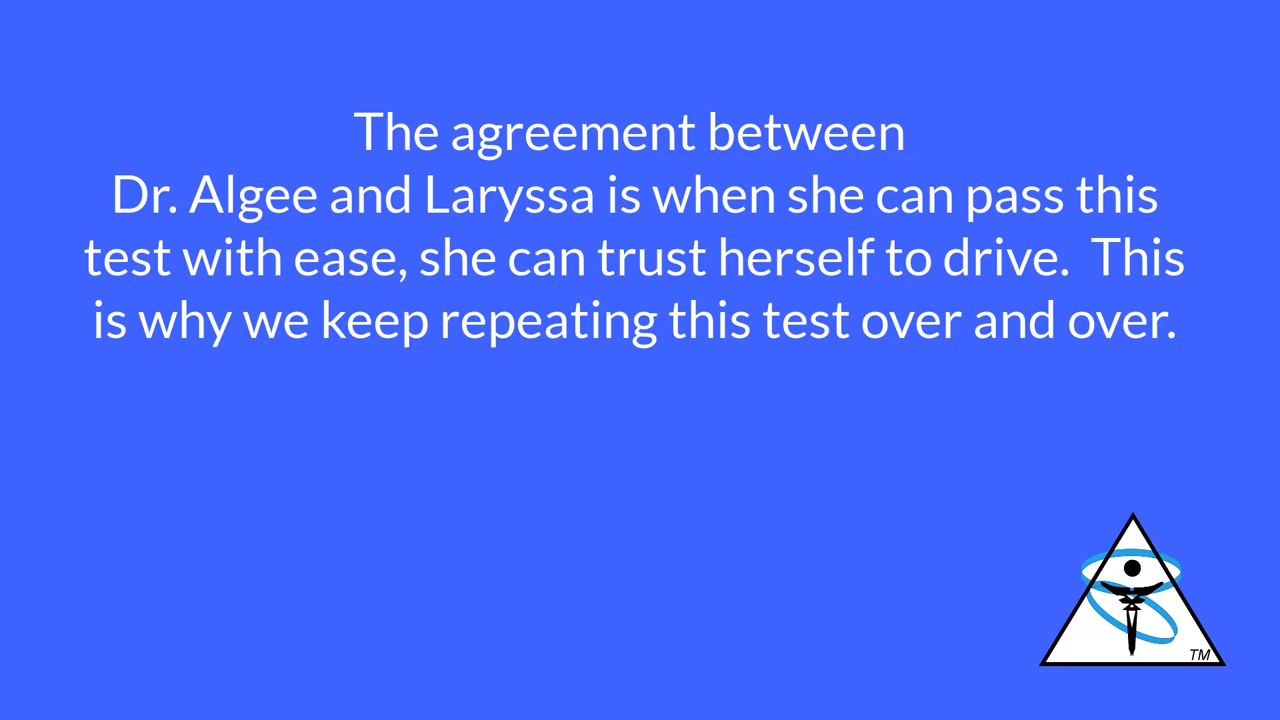 The agreement between
Dr. Algee and Laryssa is when she can pass this
test with ease, she can trust herself to drive.  This
is why we keep repeating this test over and over.
TM